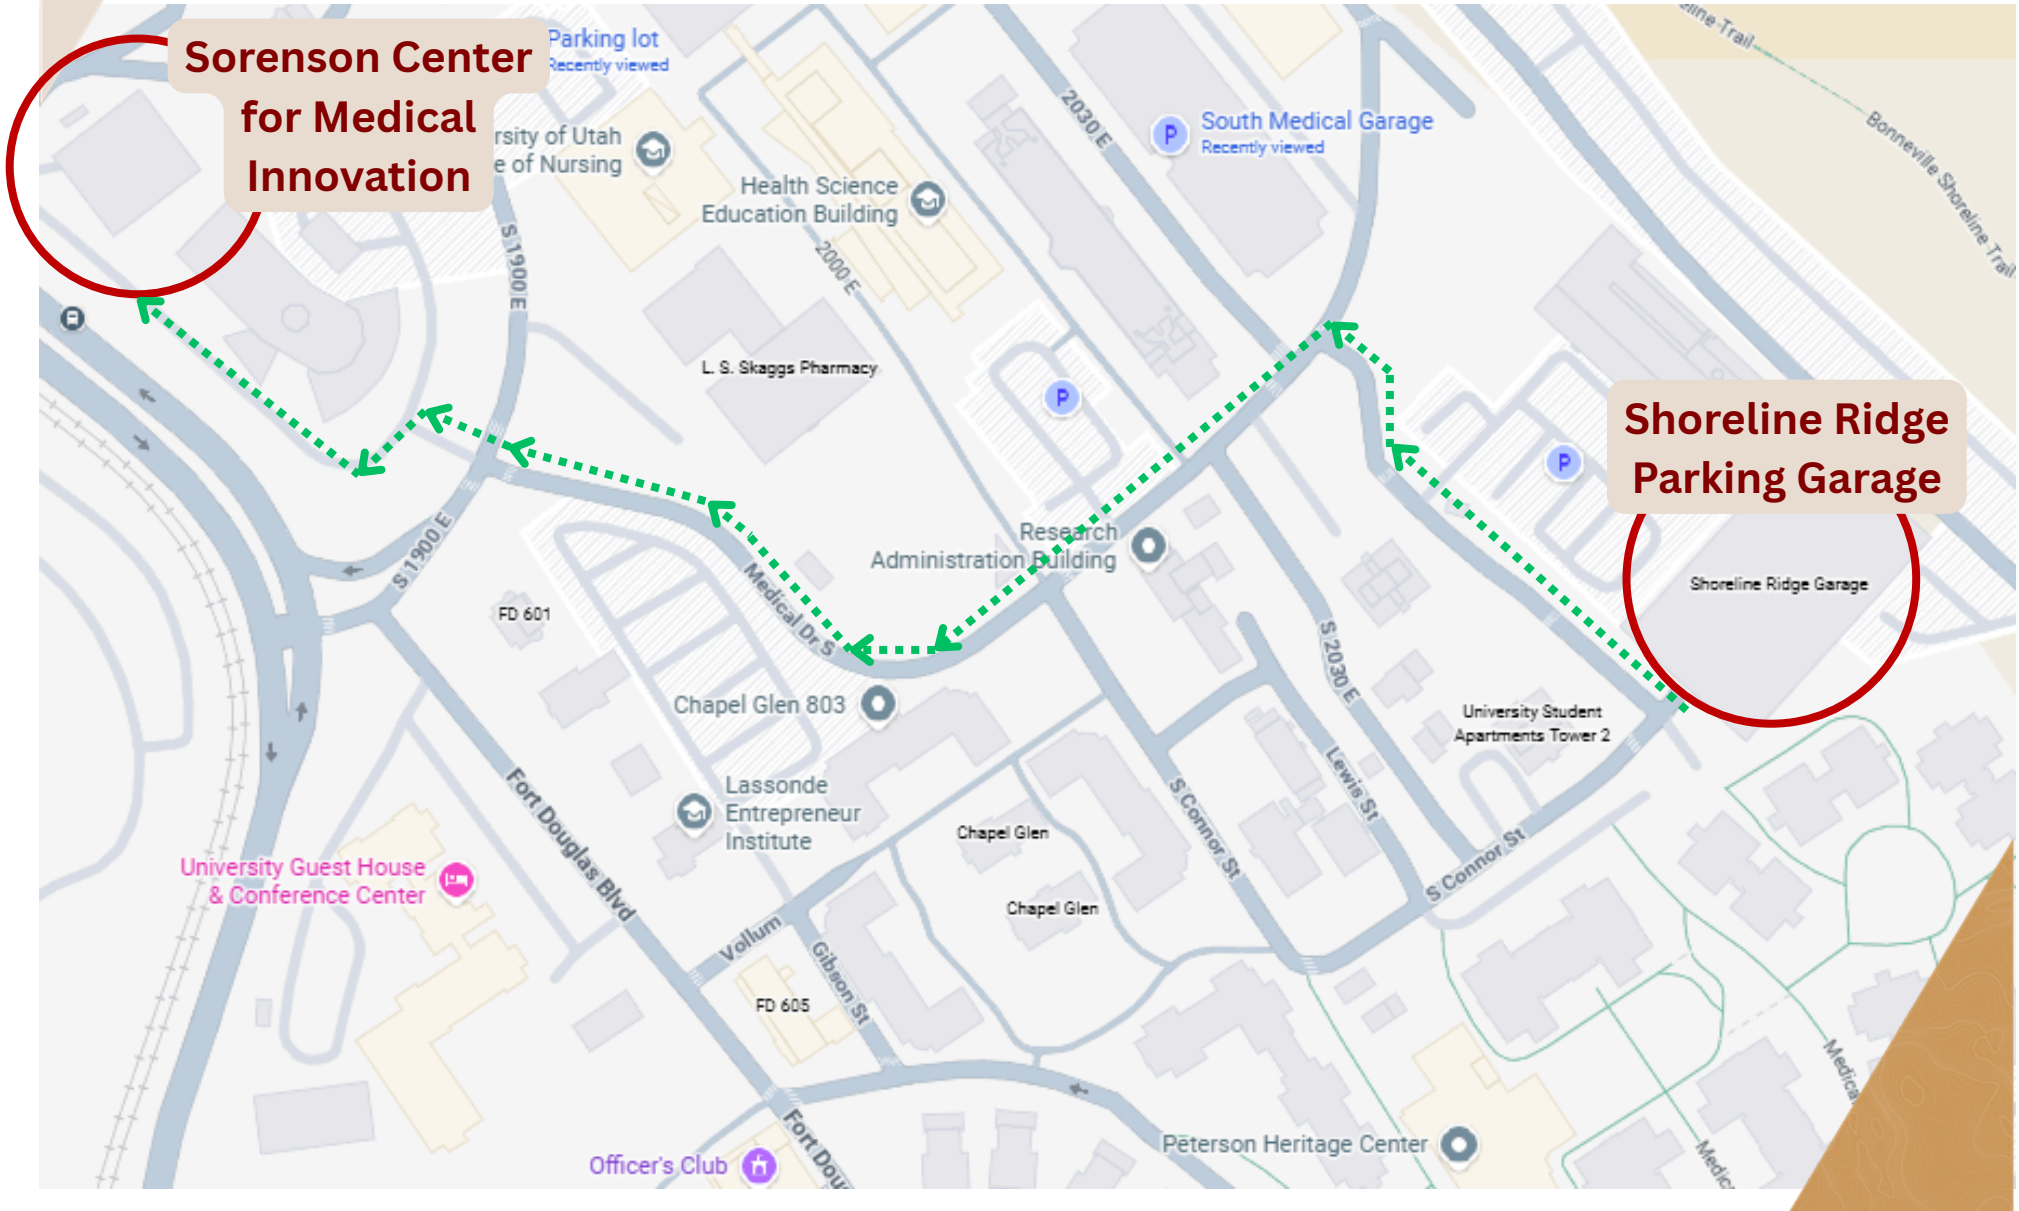 Sorenson Center
for Medical
Innovation
Parking lot
Recently viewed
rsity of Utah
e of Nursing
Health Science
Education Building
2030 E
South Medical Garage
Recently viewed
P
line Trail
Bonneville Shoreline Trail
S 1900 E
2000 E
L. S. Skaggs Pharmacy
P
P
Shoreline Ridge
Parking Garage
Shoreline Ridge Garage
Research
Administration Building
S 1900 E
FD 601
Medical Dr S
Chapel Glen 803
S 2030 E
University Student
Apartments Tower 2
Lassonde
Entrepreneur
Institute
Fort Douglas Blvd
Chapel Glen
S Connor St
Lewis St
S Connor St
University Guest House
& Conference Center
Chapel Glen
Vollum
Gibson St
FD 605
Officer's Club
Fort Dou
Peterson Heritage Center
Medica
Medic